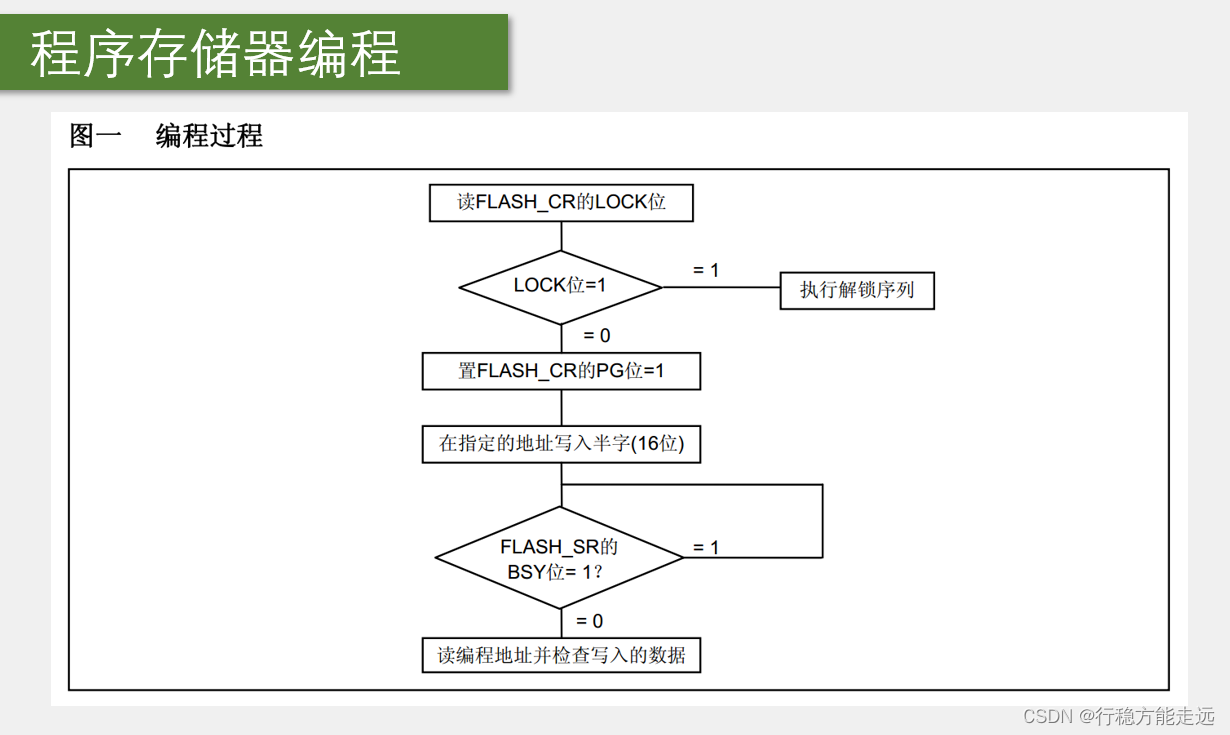 程序存储器编程
图一 编程过程
读FLASH_CR的LOCK位
LOCK位=1
= 1
执行解锁序列
= 0
置FLASH_CR的PG位=1
在指定的地址写入半字(16位)
FLASH_SR的
BSY位= 1?
= 1
= 0
读编程地址并检查写入的数据
CSDN @行稳方能走远